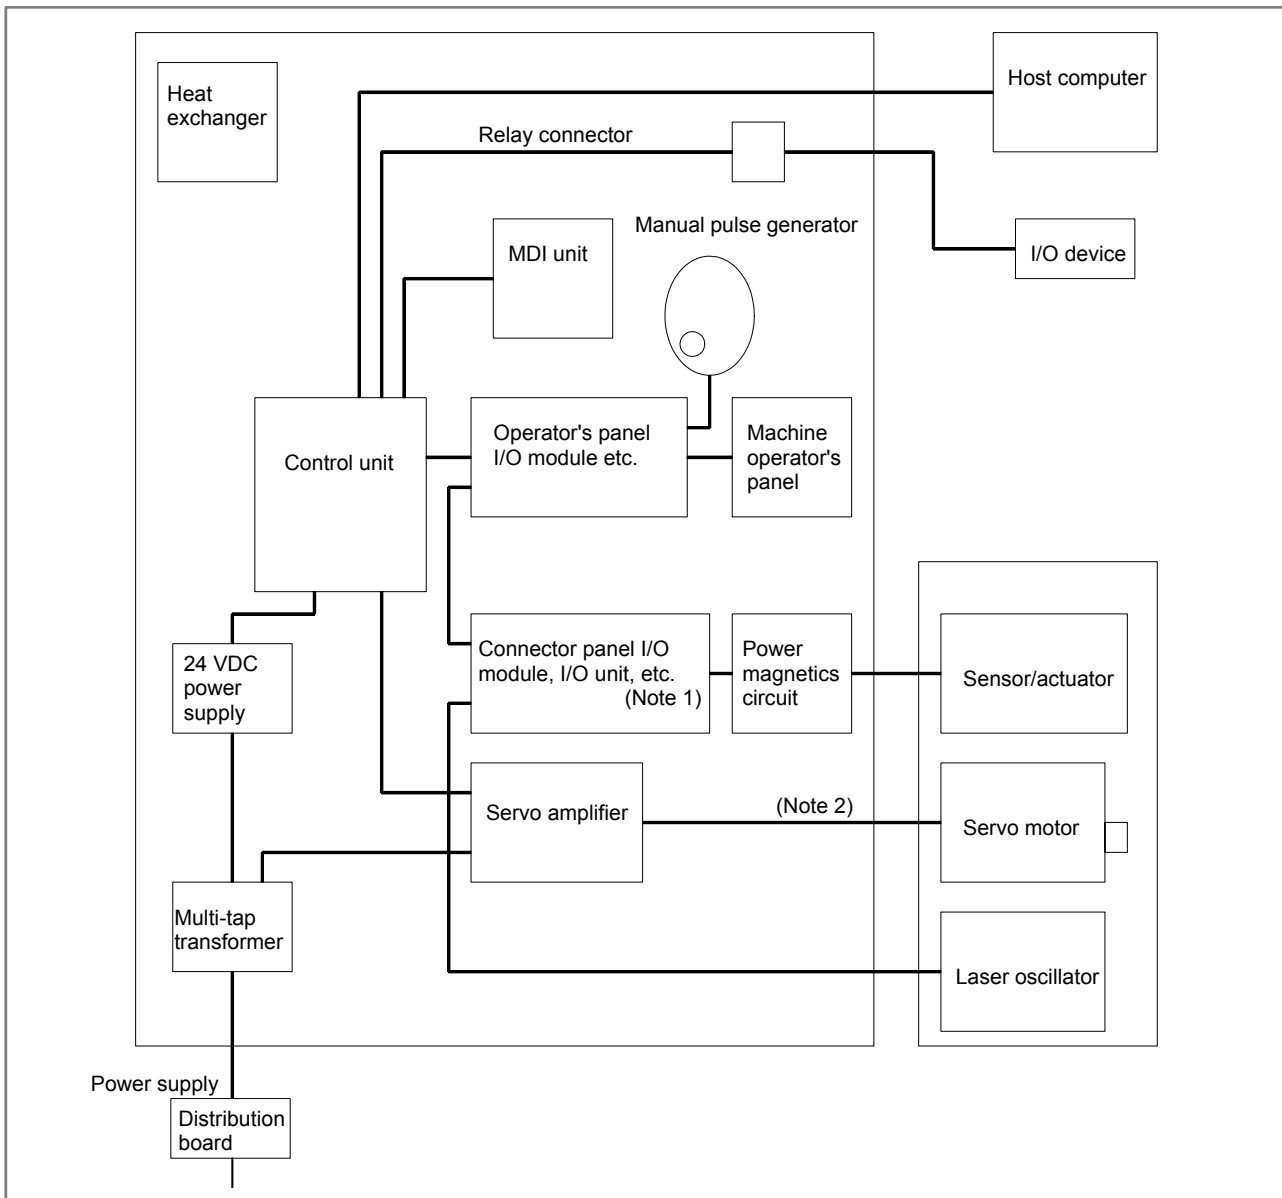 Heat
exchanger
Host computer
Relay connector
Manual pulse generator
MDI unit
I/O device
Control unit
Operator's panel
I/O module etc.
Machine
operator's
panel
24 VDC
power
supply
Connector panel I/O
module, I/O unit, etc.
(Note 1)
Power
magnetics
circuit
Sensor/actuator
Servo amplifier
(Note 2)
Servo motor
Multi-tap
transformer
Laser oscillator
Power supply
Distribution
board